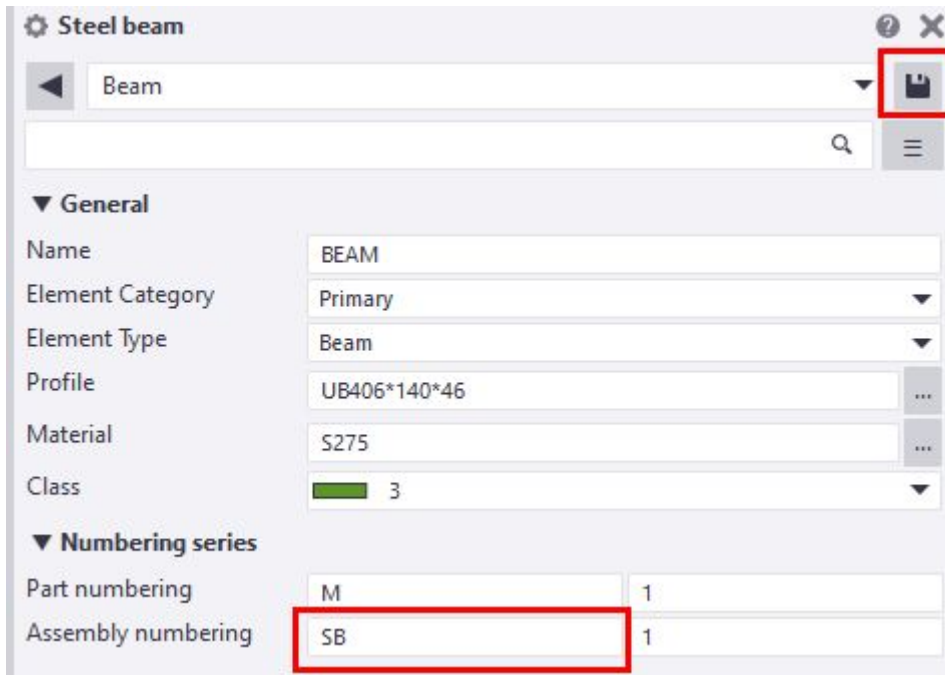 Steel beam
Beam
General
Name BEAM
Element Category Primary
Element Type Beam
Profile UB406*140*46 ...
Material S275 ...
Class 3
Numbering series
Part numbering M 1
Assembly numbering SB 1